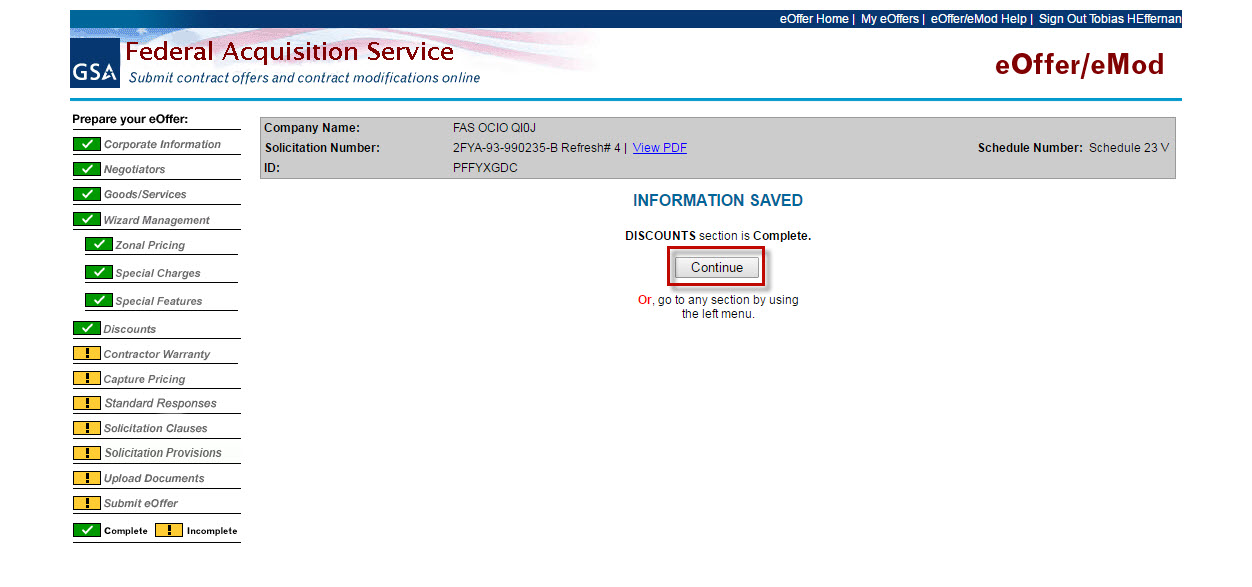 eOffer Home | My eOffers | eOffer/eMod Help | Sign Out Tobias HEffernan
GSA
Federal Acquisition Service
Submit contract offers and contract modifications online
eOffer/eMod
Prepare your eOffer:
Corporate Information
Negotiators
Goods/Services
Wizard Management
Zonal Pricing
Special Charges
Special Features
Discounts
Contractor Warranty
Capture Pricing
Standard Responses
Solicitation Clauses
Solicitation Provisions
Upload Documents
Submit eOffer
Complete ! Incomplete
Company Name: FAS OCIO QI0J
Solicitation Number: 2FYA-93-990235-B Refresh# 4 | View PDF Schedule Number: Schedule 23 V
ID: PFFYXGDC
INFORMATION SAVED
DISCOUNTS section is Complete.
Continue
Or, go to any section by using
the left menu.